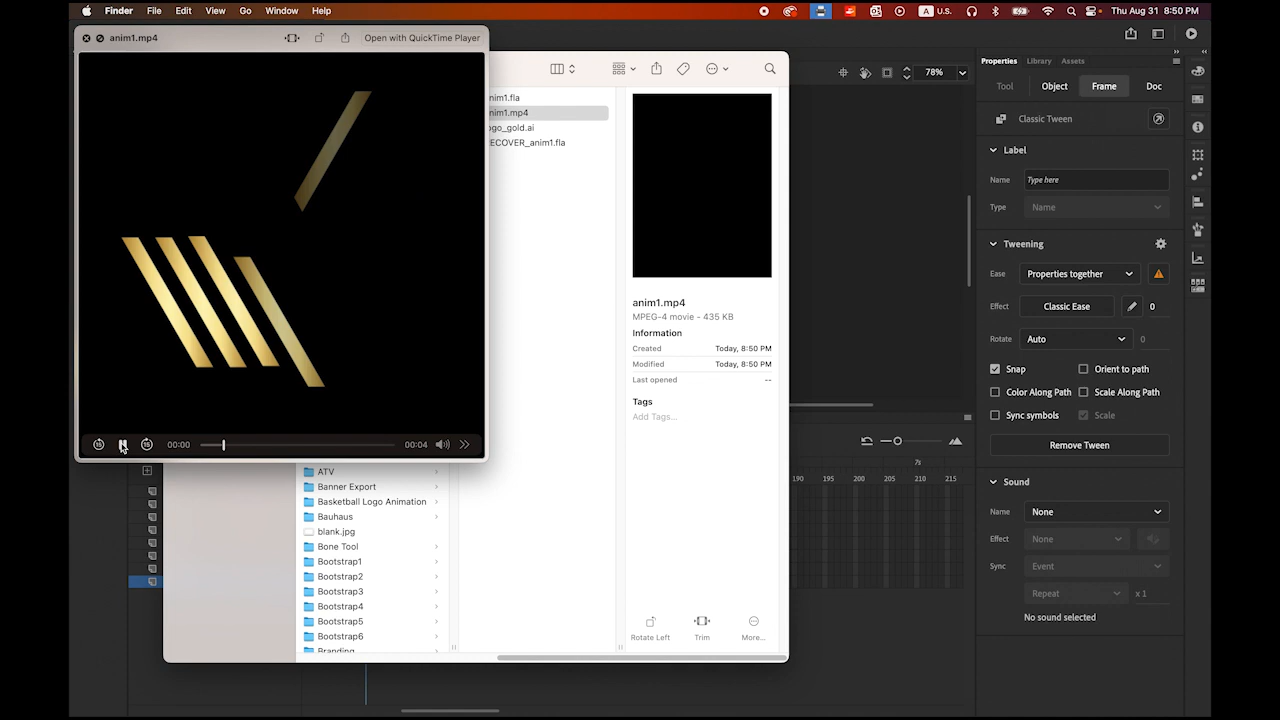 Finder File Edit View Go Window Help
A U.S. Thu Aug 31 8:50 PM
anim1.mp4 Open with QuickTime Player
78%
Properties Library Assets
Tool Object Frame Doc
Classic Tween
Label
Name Type here
Type Name
Tweening
Ease Properties together
Effect Classic Ease 0
Rotate Auto 0
Snap Orient to path
Color Along Path Scale Along Path
Sync symbols Scale
Remove Tween
Sound
Name None
Effect None
Sync Event
Repeat x 1
No sound selected
nim1.fla
nim1.mp4
ogo_gold.ai
ECOVER_anim1.fla
anim1.mp4
MPEG-4 movie - 435 KB
Information
Created Today, 8:50 PM
Modified Today, 8:50 PM
Last opened --
Tags
Add Tags...
15 15 00:00 00:04
ATV
Banner Export
Basketball Logo Animation
Bauhaus
blank.jpg
Bone Tool
Bootstrap1
Bootstrap2
Bootstrap3
Bootstrap4
Bootstrap5
Bootstrap6
Branding
Rotate Left Trim More...
7s
190 195 200 205 210 215